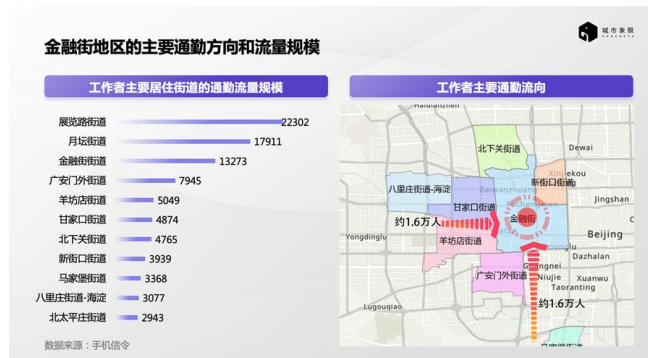 城市象限
金融街地区的主要通勤方向和流量规模
工作者主要居住街道的通勤流量规模
展览路街道 22302
月坛街道 17911
金融街街道 13273
广安门外街道 7945
羊坊店街道 5049
甘家口街道 4874
北下关街道 4765
新街口街道 3939
马家堡街道 3368
八里庄街道-海淀 3077
北太平庄街道 2943
数据来源：手机信令
工作者主要通勤流向
Haidianzhen
北下关街道
Dewai
新街口街道
八里庄街道-海淀
Baiwanzhuang
甘家口街道
Jingshan
金融街
约1.6万人
Yongdinglu
羊坊店街道
Beijing
Dazhalan
广安门外街道
Guangnei
Niujie
Xuanwu
Taoranting
Lugouqiao
约1.6万人
马家堡街道